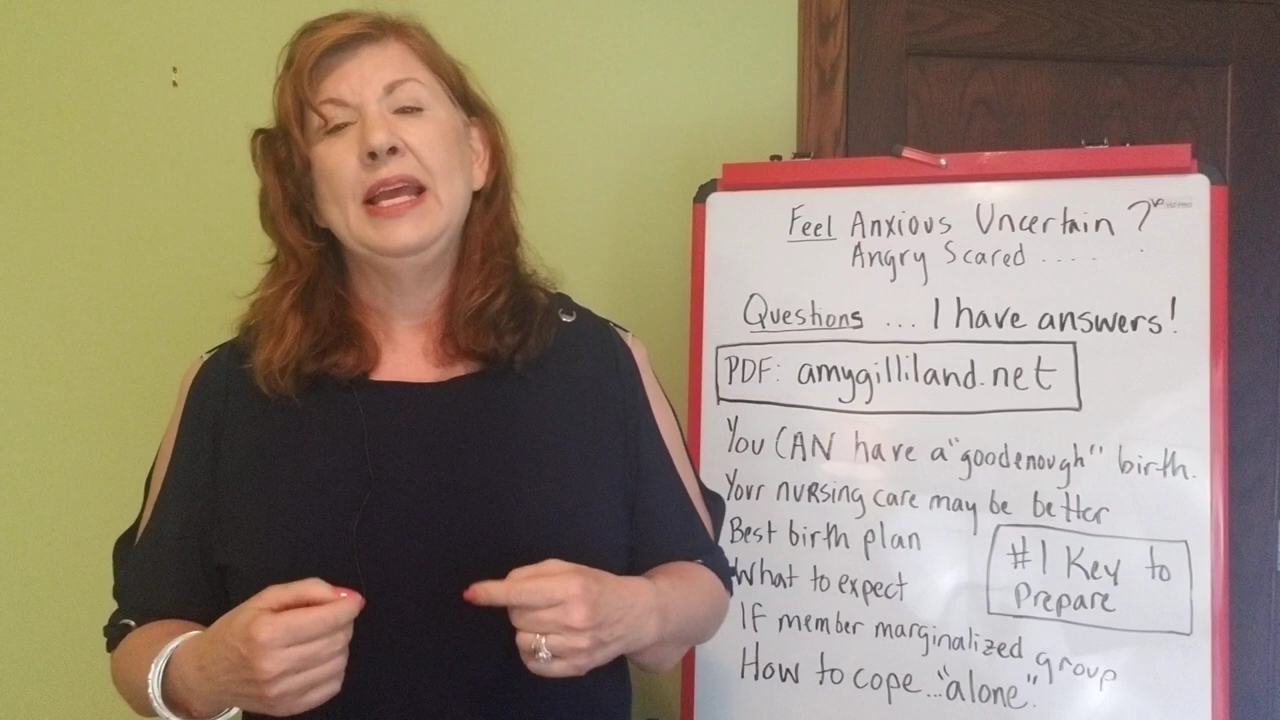 Feel Anxious Uncertain ?
Angry Scared ....
Questions ... I have answers!
PDF: amygilliland.net
You CAN have a "goodenough" birth.
Your nursing care may be better
Best birth plan
What to expect
#1 Key to
Prepare
If member marginalized group
How to cope..."alone".